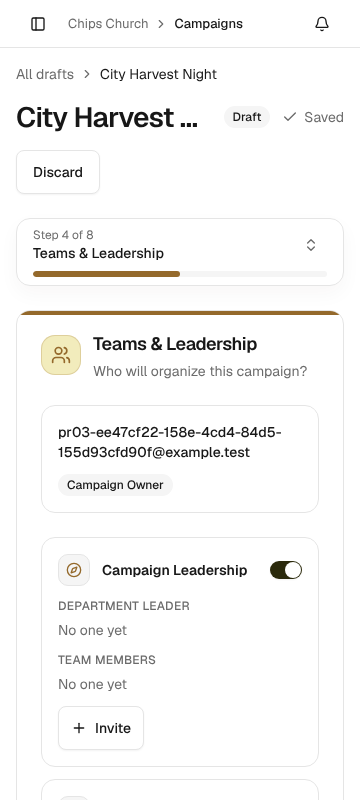 Chips Church > Campaigns
All drafts > City Harvest Night
City Harvest ...
Draft
Saved
Discard
Step 4 of 8
Teams & Leadership
Teams & Leadership
Who will organize this campaign?
pr03-ee47cf22-158e-4cd4-84d5-
155d93cfd90f@example.test
Campaign Owner
Campaign Leadership
DEPARTMENT LEADER
No one yet
TEAM MEMBERS
No one yet
+ Invite